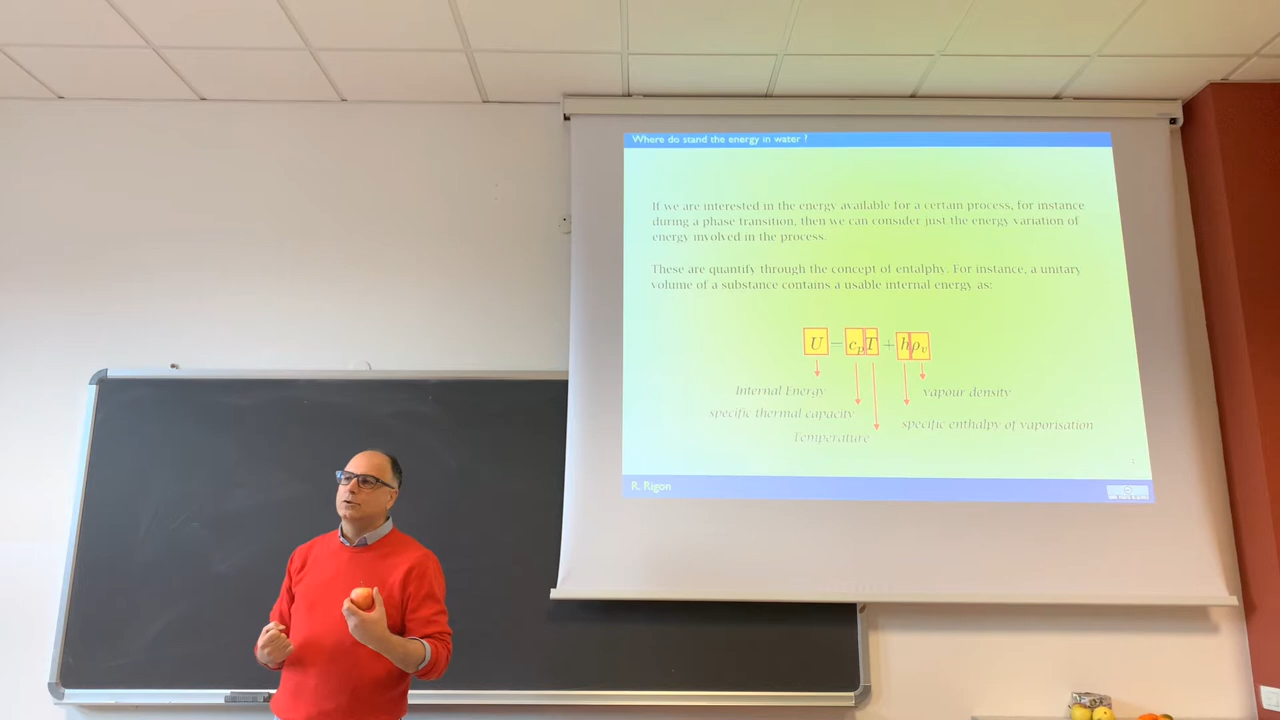 Where do stand the energy in water ?
If we are interested in the energy available for a certain process, for instance
during a phase transition, then we can consider just the energy variation of
energy involved in the process.
These are quantify through the concept of entalphy. For instance, a unitary
volume of a substance contains a usable internal energy as:
U = c_p T + h ρ_v
Internal Energy
vapour density
specific thermal capacity
specific enthalpy of vaporisation
Temperature
R. Rigon